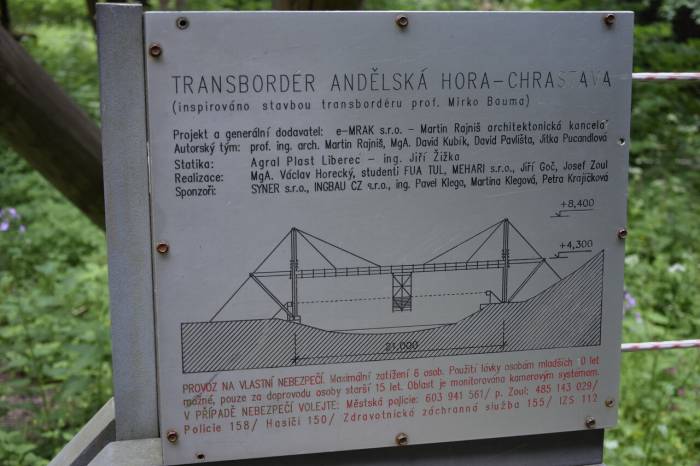 TRANSBORDÉR ANDĚLSKÁ HORA-CHRASTAVA
(inspirováno stavbou transbordéru prof. Mirko Bauma)
Projekt a generální dodavatel: e-MRAK s.r.o. - Martin Rajniš architektonická kancelář
Autorský tým: prof. ing. arch. Martin Rajniš, MgA. David Kubík, David Pavlišta, Jitka Pucandlová
Statika: Agral Plast Liberec - ing. Jiří Žižka
Realizace: MgA. Václav Horecký, studenti FUA TUL, MEHARI s.r.o., Jiří Goč, Josef Zoul
Sponzoři: SYNER s.r.o., INGBAU CZ s.r.o., ing. Pavel Klega, Martina Klegová, Petra Krajíčková
+8,400
+4,300
21,000
PROVOZ NA VLASTNÍ NEBEZPEČÍ. Maximální zatížení 6 osob. Použití lávky osobám mladších 10 let
možné, pouze za doprovodu osoby starší 15 let. Oblast je monitorována kamerovým systémem.
V PŘÍPADĚ NEBEZPEČÍ VOLEJTE: Městská policie: 603 941 561/ p. Zoul: 485 143 029/
Policie 158/ Hasiči 150/ Zdravotnická záchranná služba 155/ IZS 112